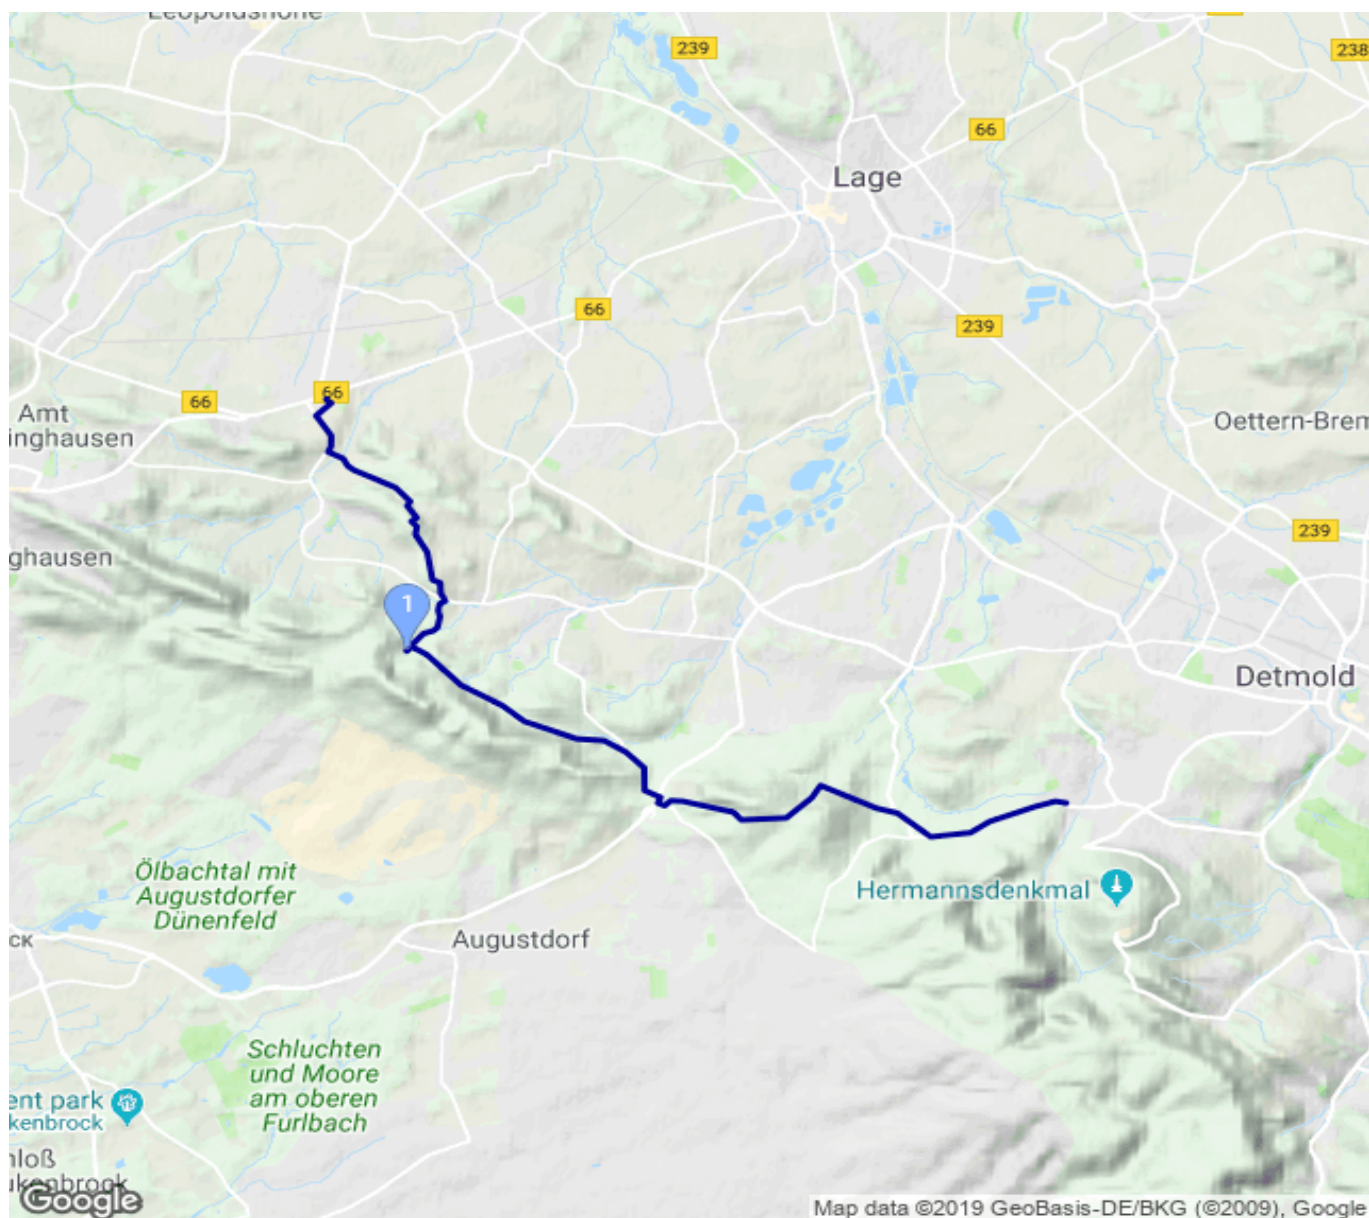 Leopoldshöhe
239
238
66
Lage
66
239
66
66
Amt
inghausen
Oettern-Brem
239
ghausen
1
Detmold
Ölbachtal mit
Augustdorfer
Dünenfeld
Hermannsdenkmal
CK
Augustdorf
Schluchten
und Moore
am oberen
Furlbach
ent park
kenbrock
hloß
ukenbrock
Google
Map data ©2019 GeoBasis-DE/BKG (©2009), Google